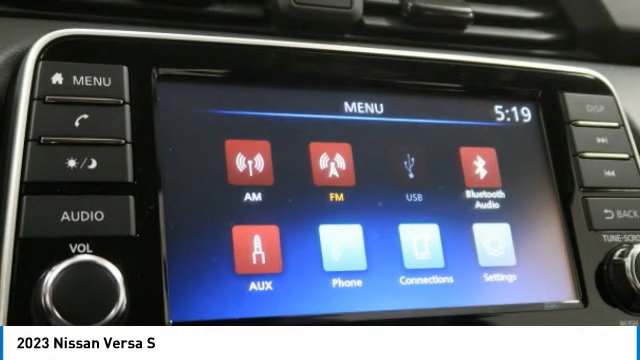 MENU
DISP
MENU
5:19
AM
FM
USB
Bluetooth
Audio
AUDIO
BACK
VOL
TUNE-SCRO
AUX
Phone
Connections
Settings
2023 Nissan Versa S